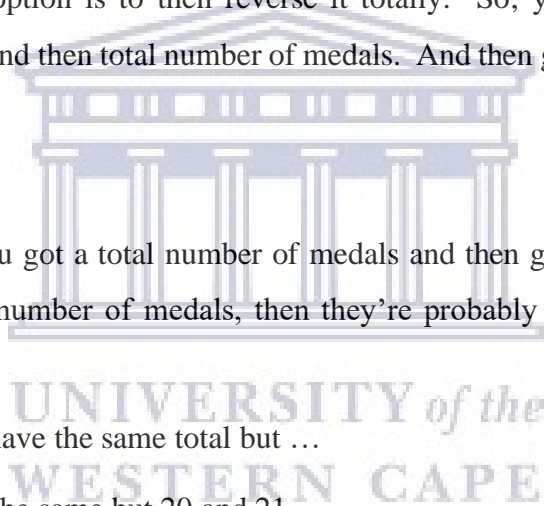 option is to then reverse it totally. So, y
nd then total number of medals. And then g
u got a total number of medals and then g
number of medals, then they're probably
UNIVERSITY of the
have the same total but …
WESTERN CAPE
he same but 20 and 21